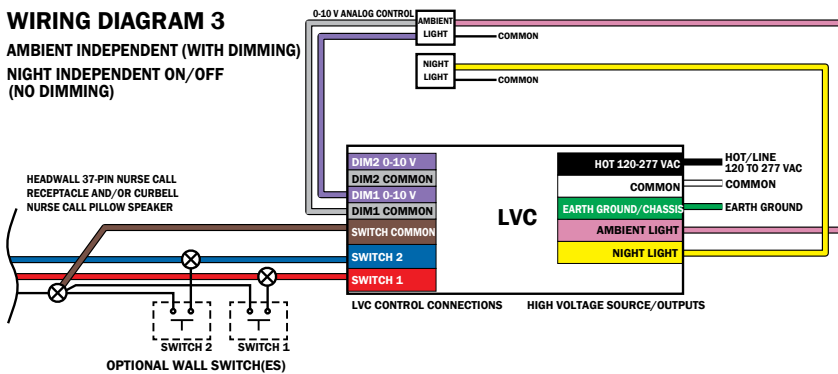 WIRING DIAGRAM 3
AMBIENT INDEPENDENT (WITH DIMMING)
NIGHT INDEPENDENT ON/OFF
(NO DIMMING)
0-10 V ANALOG CONTROL
AMBIENT
LIGHT
COMMON
NIGHT
LIGHT
COMMON
HEADWALL 37-PIN NURSE CALL
RECEPTACLE AND/OR CURBELL
NURSE CALL PILLOW SPEAKER
DIM2 0-10 V
DIM2 COMMON
DIM1 0-10 V
DIM1 COMMON
SWITCH COMMON
SWITCH 2
SWITCH 1
LVC
HOT 120-277 VAC
COMMON
EARTH GROUND/CHASSIS
AMBIENT LIGHT
NIGHT LIGHT
HOT/LINE
120 TO 277 VAC
COMMON
EARTH GROUND
LVC CONTROL CONNECTIONS
HIGH VOLTAGE SOURCE/OUTPUTS
SWITCH 2
SWITCH 1
OPTIONAL WALL SWITCH(ES)